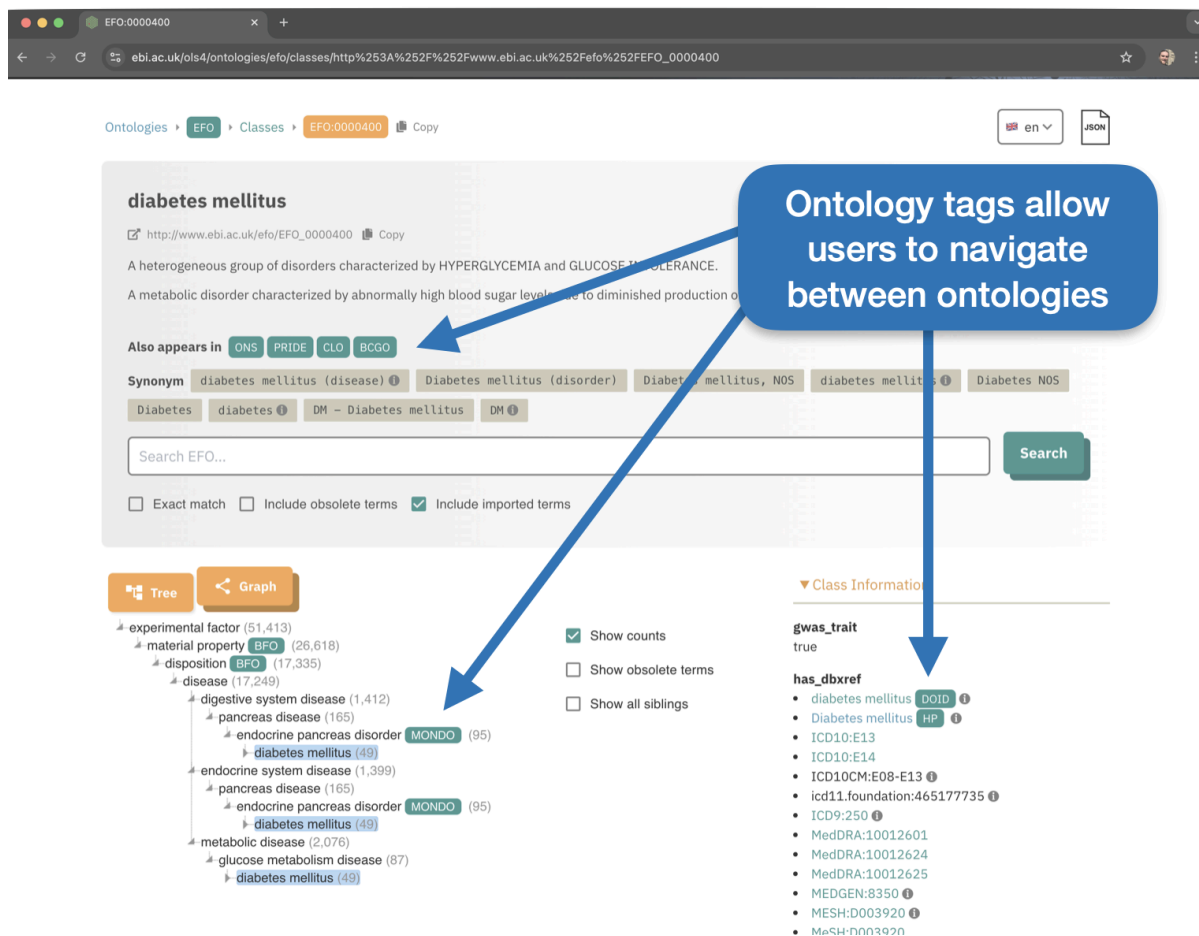 EFO:0000400
ebi.ac.uk/ols4/ontologies/efo/classes/http%253A%252F%252Fwww.ebi.ac.uk%252Fefo%252FEFO_0000400
Ontologies EFO Classes EFO:0000400 Copy
en
JSON
diabetes mellitus
http://www.ebi.ac.uk/efo/EFO_0000400 Copy
A heterogeneous group of disorders characterized by HYPERGLYCEMIA and GLUCOSE
A metabolic disorder characterized by abnormally high blood sugar levels due to diminished production
Ontology tags allow
users to navigate
between ontologies
Also appears in ONS PRIDE CLO BCGO
Synonym diabetes mellitus (disease) Diabetes mellitus (disorder) Diabetes mellitus, NOS diabetes mellitus Diabetes NOS
Diabetes diabetes DM – Diabetes mellitus DM
Search EFO... Search
Exact match Include obsolete terms Include imported terms
Tree Graph
experimental factor (51,413)
material property BFO (26,618)
disposition BFO (17,335)
disease (17,249)
digestive system disease (1,412)
pancreas disease (165)
endocrine pancreas disorder MONDO (95)
diabetes mellitus (49)
endocrine system disease (1,399)
pancreas disease (165)
endocrine pancreas disorder MONDO (95)
diabetes mellitus (49)
metabolic disease (2,076)
glucose metabolism disease (87)
diabetes mellitus (49)
Show counts
Show obsolete terms
Show all siblings
Class Information
gwas_trait
true
has_dbxref
diabetes mellitus DOID
Diabetes mellitus HP
ICD10:E13
ICD10:E14
ICD10CM:E08-E13
icd11.foundation:465177735
ICD9:250
MedDRA:10012601
MedDRA:10012624
MedDRA:10012625
MEDGEN:8350
MESH:D003920
MeSH:D003920